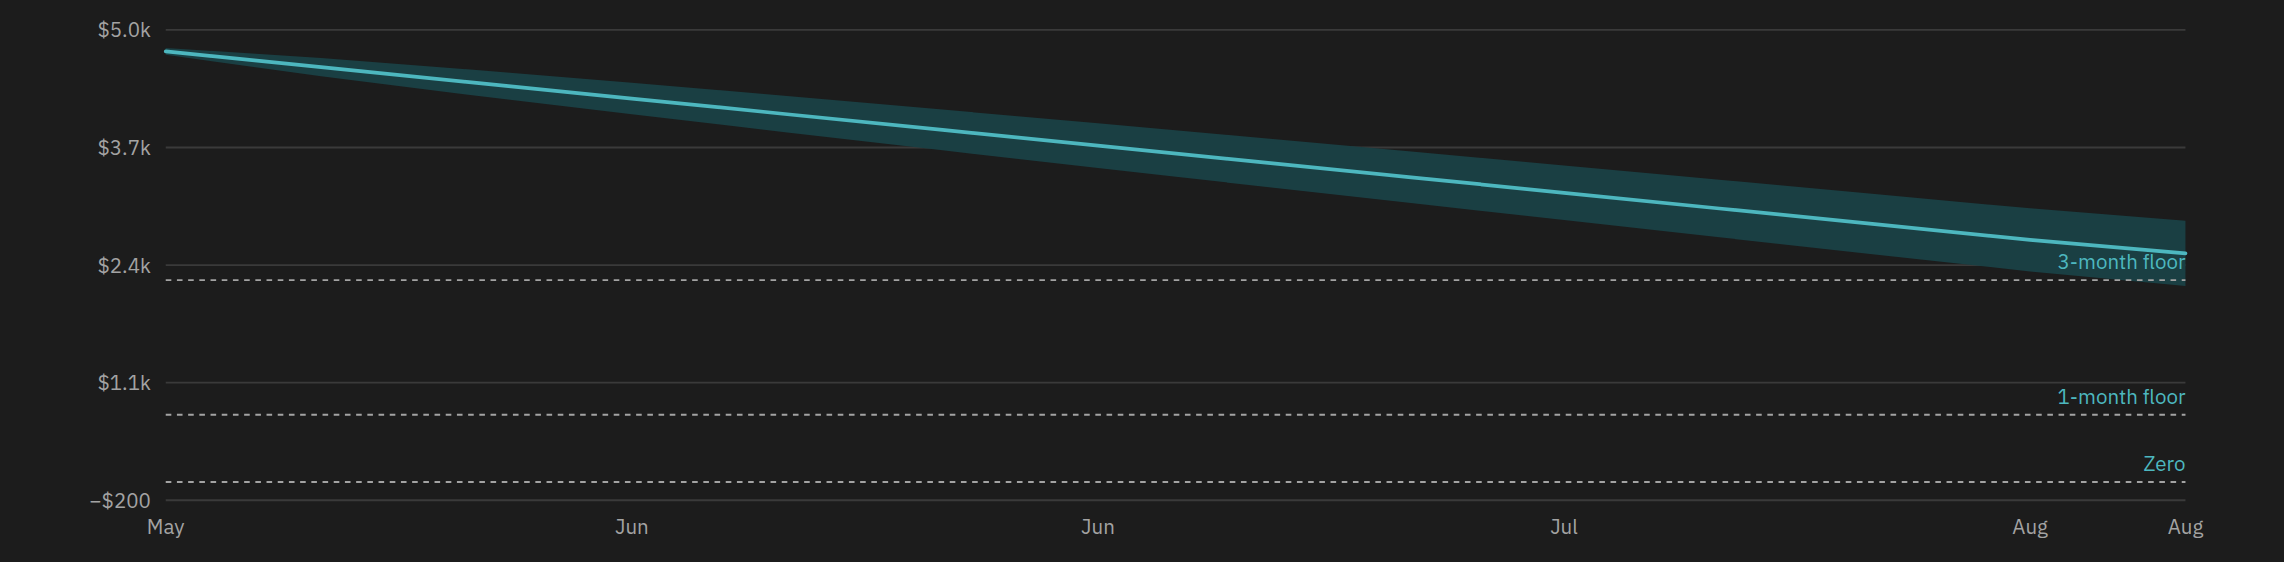 $5.0k
$3.7k
$2.4k
3-month floor
$1.1k
1-month floor
Zero
−$200
May Jun Jun Jul Aug Aug